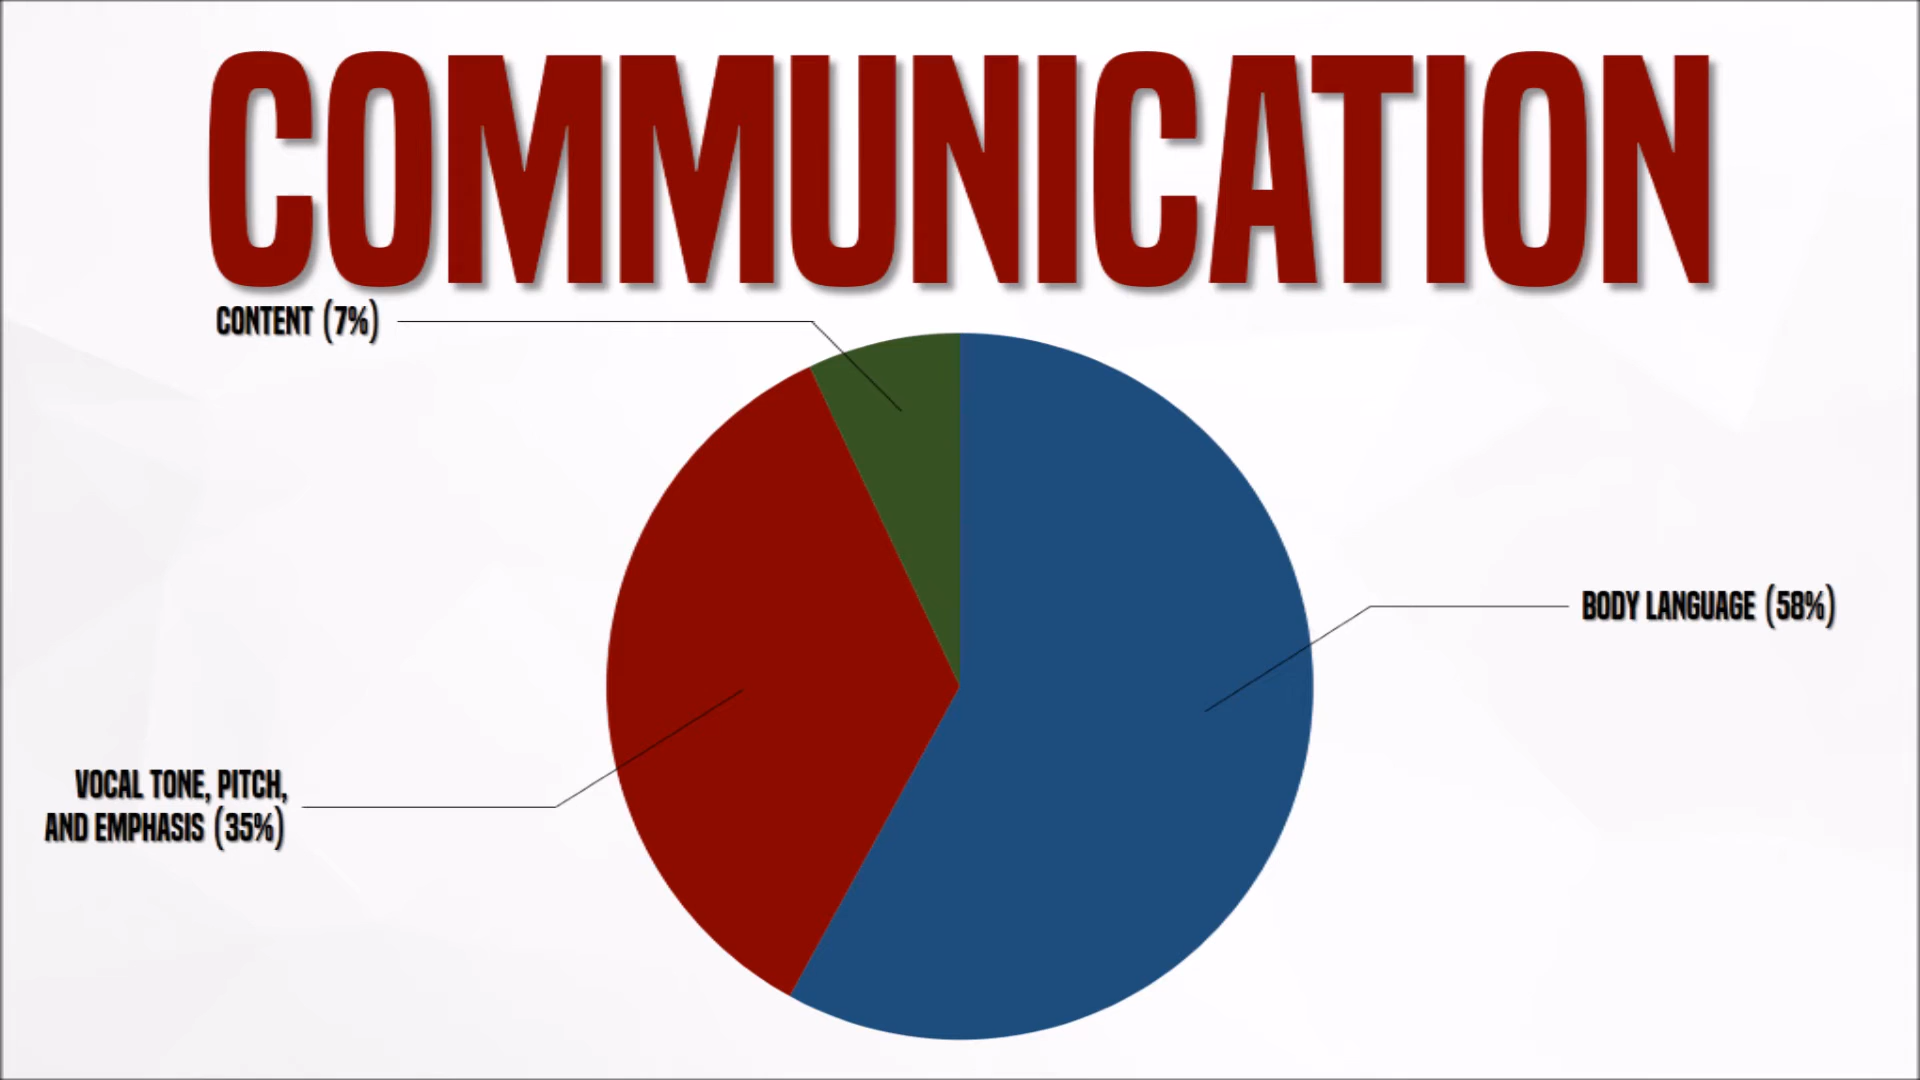 COMMUNICATION
CONTENT (7%)
BODY LANGUAGE (58%)
VOCAL TONE, PITCH,
AND EMPHASIS (35%)